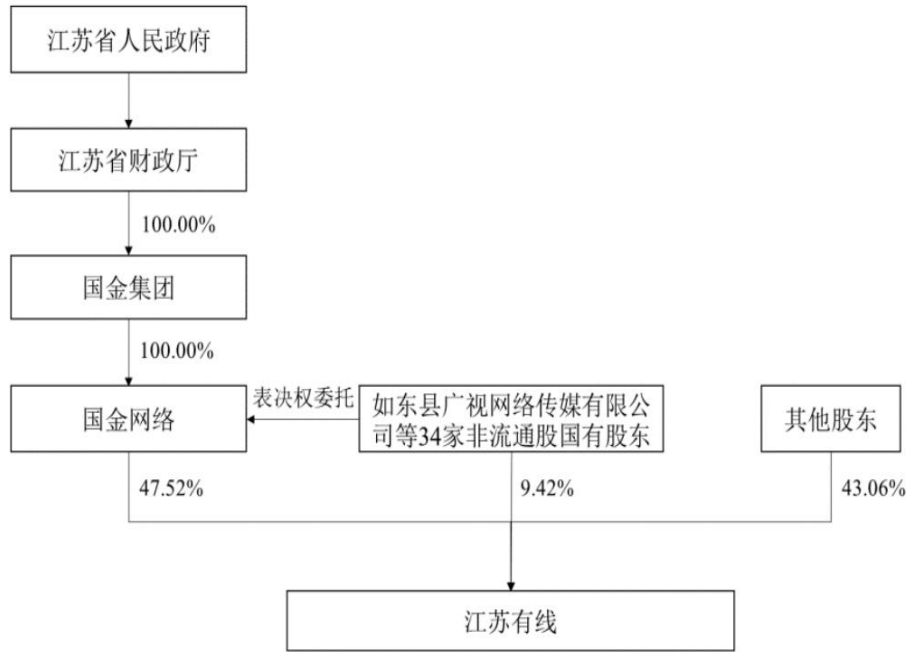 江苏省人民政府
江苏省财政厅
100.00%
国金集团
100.00%
国金网络
表决权委托
如东县广视网络传媒有限公
司等34家非流通股国有股东
其他股东
47.52%
9.42%
43.06%
江苏有线